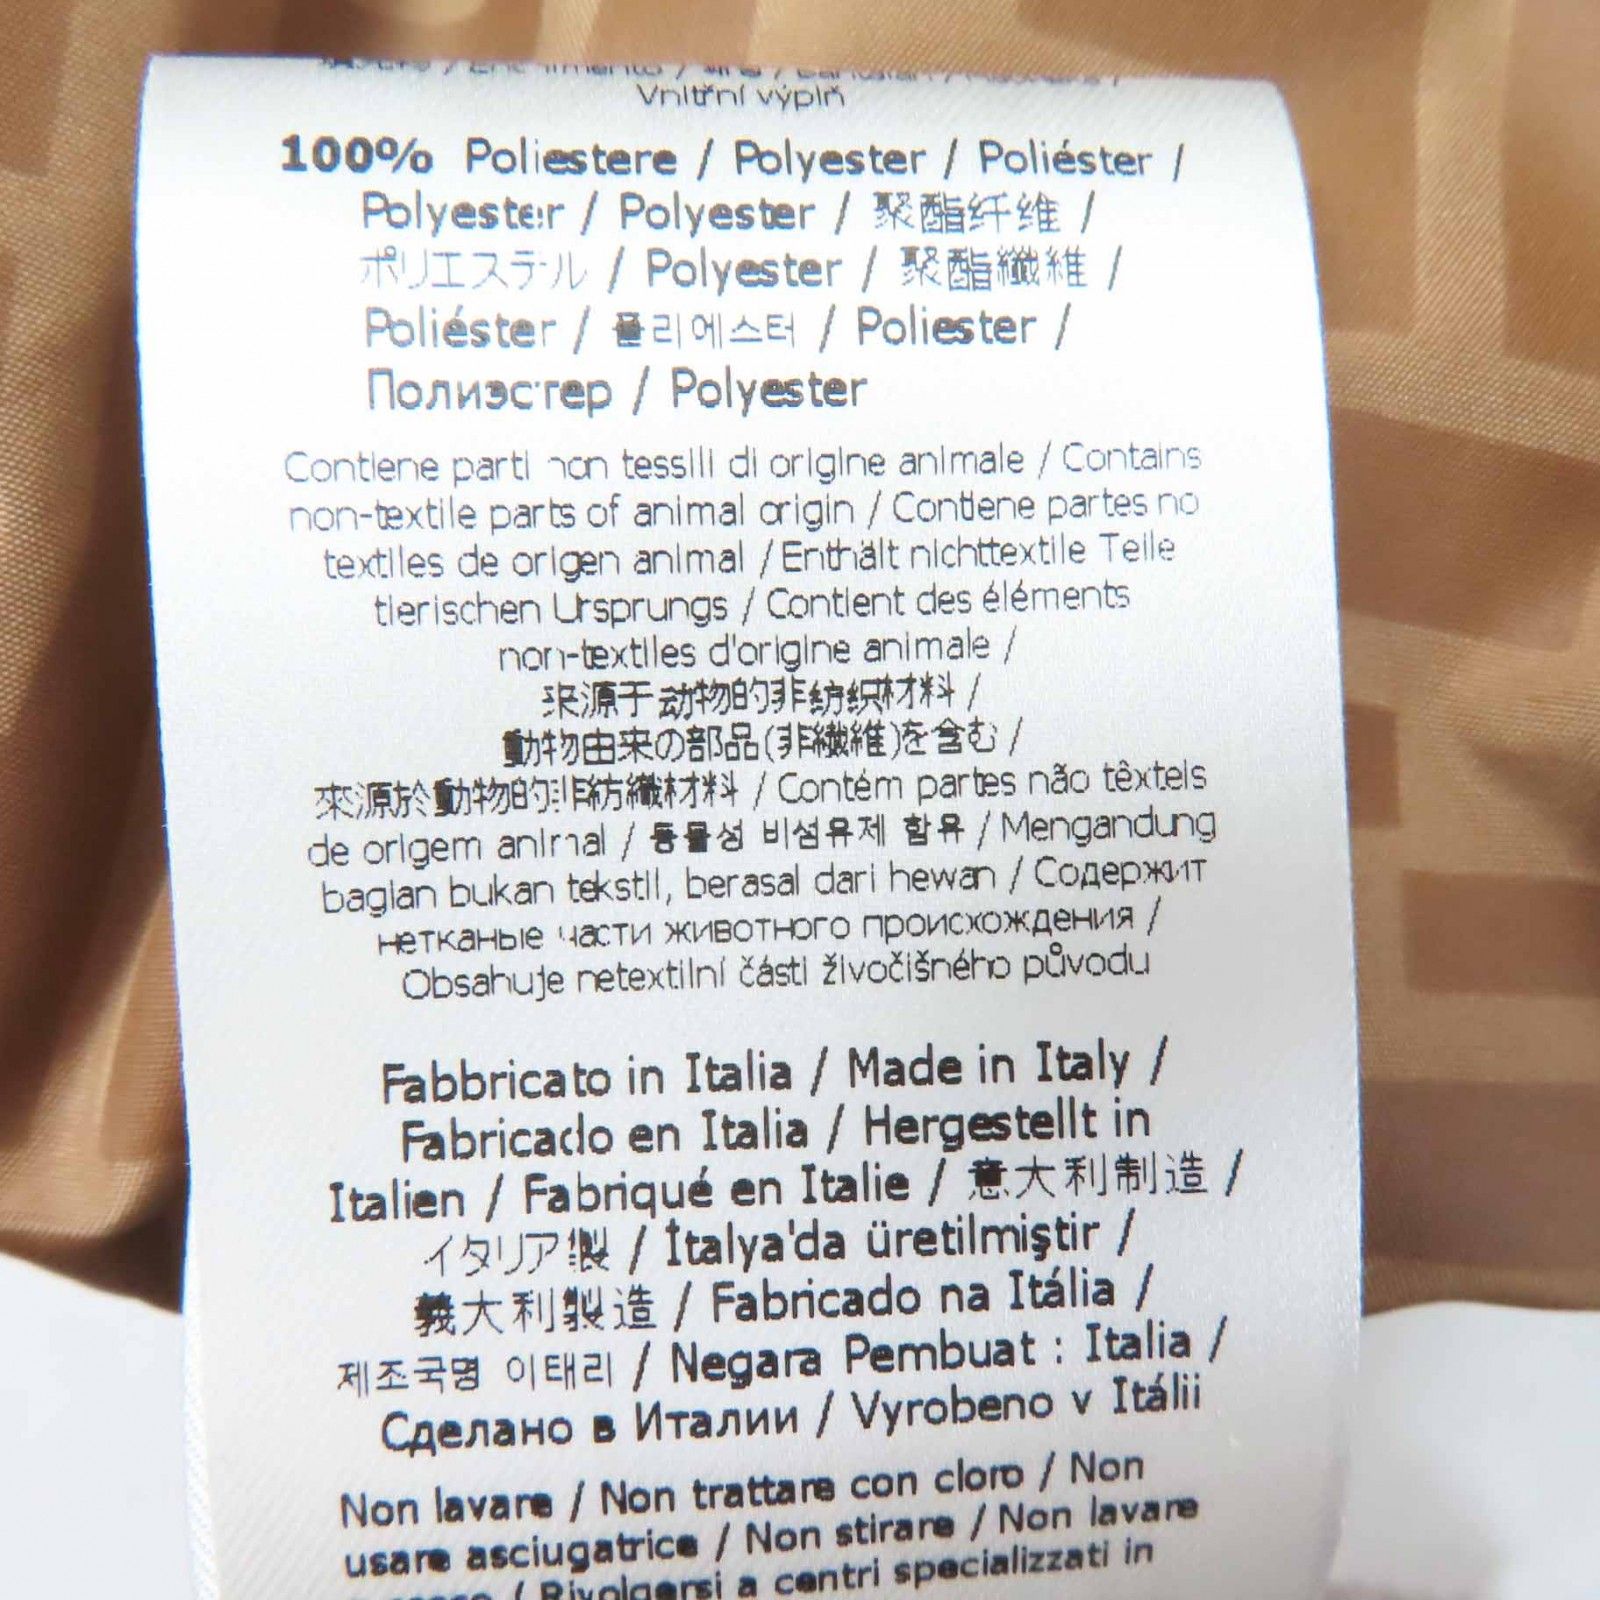 Vnitřní výplň
100% Poliestere / Polyester / Poliéster /
Polyester / Polyester / 聚酯纤维 /
ポリエステル / Polyester / 聚酯纖維 /
Poliéster / 폴리에스터 / Poliester /
Полиэстер / Polyester
Contiene parti non tessili di origine animale / Contains
non-textile parts of animal origin / Contiene partes no
textiles de origen animal / Enthält nichttextile Teile
tierischen Ursprungs / Contient des éléments
non-textiles d'origine animale /
来源于动物的非纺织材料 /
動物由来の部品(非繊維)を含む /
來源於動物的非紡織材料 / Contém partes não têxteis
de origem animal / 동물성 비섬유제 함유 / Mengandung
bagian bukan tekstil, berasal dari hewan / Содержит
нетканые части животного происхождения /
Obsahuje netextilní části živočišného původu
Fabbricato in Italia / Made in Italy /
Fabricado en Italia / Hergestellt in
Italien / Fabriqué en Italie / 意大利制造 /
イタリア製 / İtalya'da üretilmiştir /
義大利製造 / Fabricado na Itália /
제조국명 이태리 / Negara Pembuat : Italia /
Сделано в Италии / Vyrobeno v Itálii
Non lavare / Non trattare con cloro / Non
usare asciugatrice / Non stirare / Non lavare
/ Rivolgersi a centri specializzati in